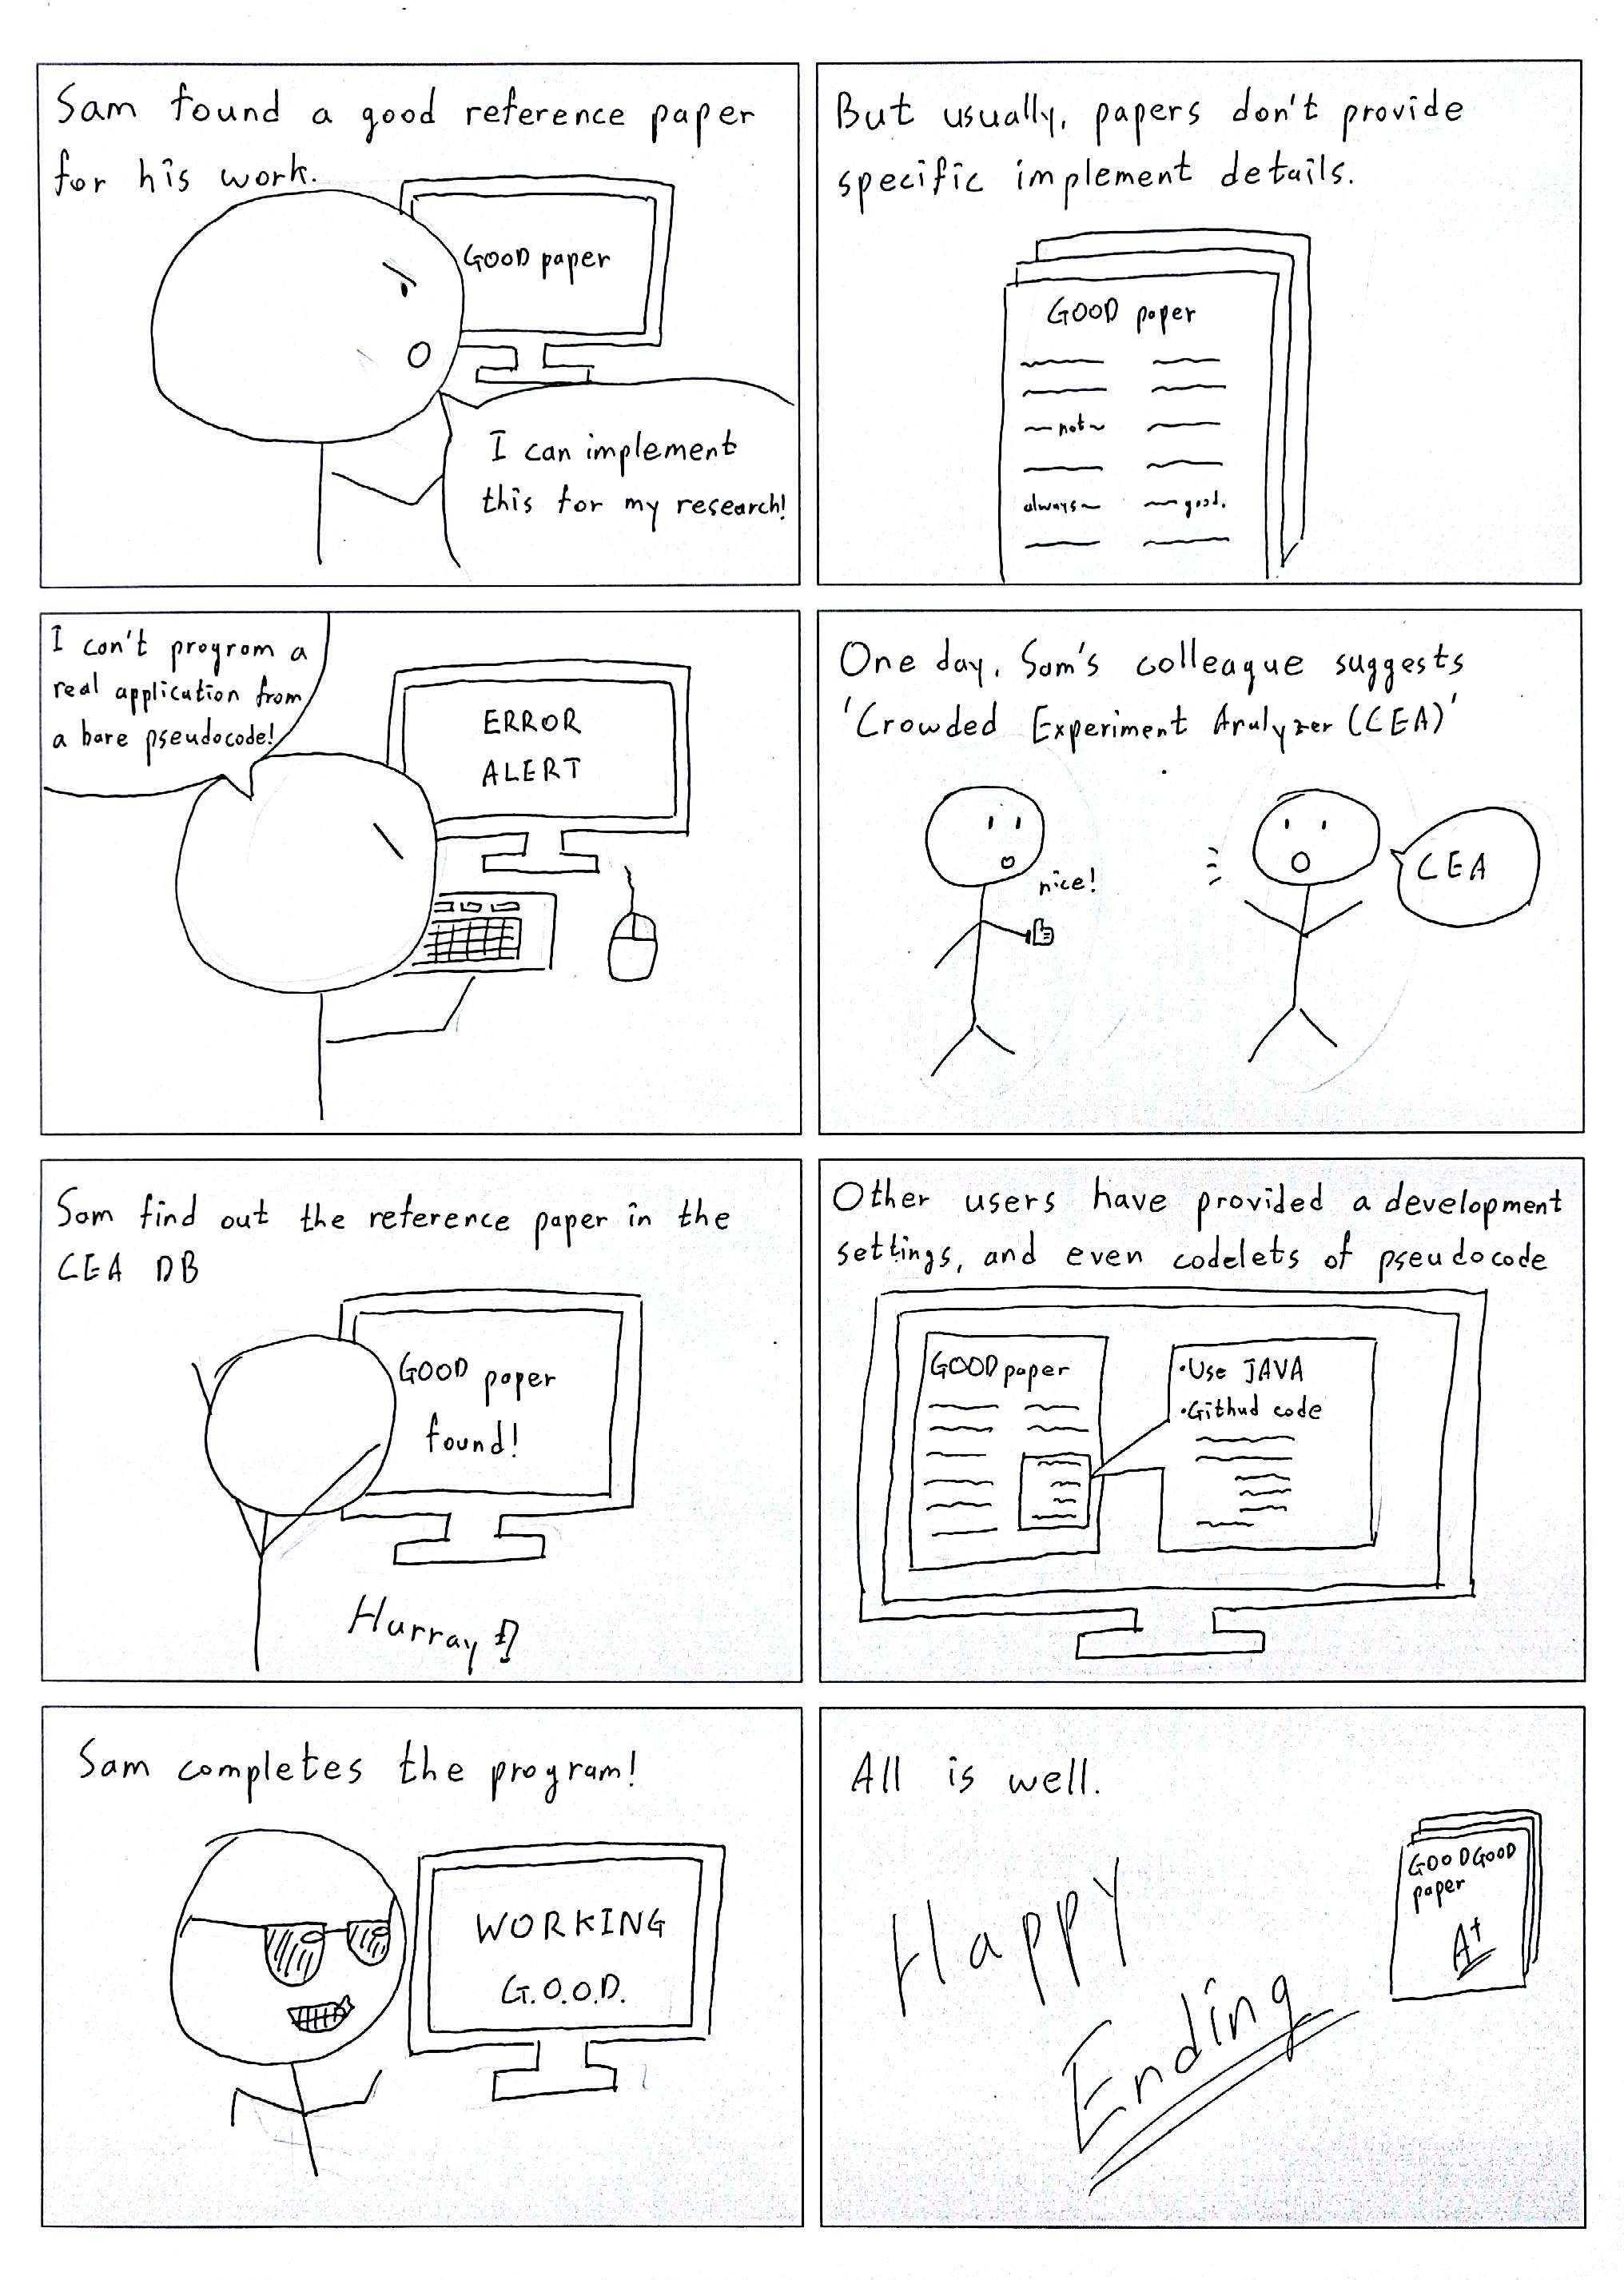 Sam found a good reference paper
for his work.
GOOD paper
I can implement
this for my research!
But usually, papers don't provide
specific implement details.
GOOD paper
not
always
good.
I can't program a
real application from
a bare pseudocode!
ERROR
ALERT
One day, Sam's colleague suggests
'Crowded Experiment Analyzer (CEA)'
nice!
CEA
Sam find out the reference paper in the
CEA DB
GOOD paper
found!
Hurray!!
Other users have provided a development
settings, and even codelets of pseudocode
GOOD paper
•Use JAVA
•Githud code
Sam completes the program!
WORKING
G.O.O.D.
All is well.
Happy
Ending
GOODGOOD
paper
A+